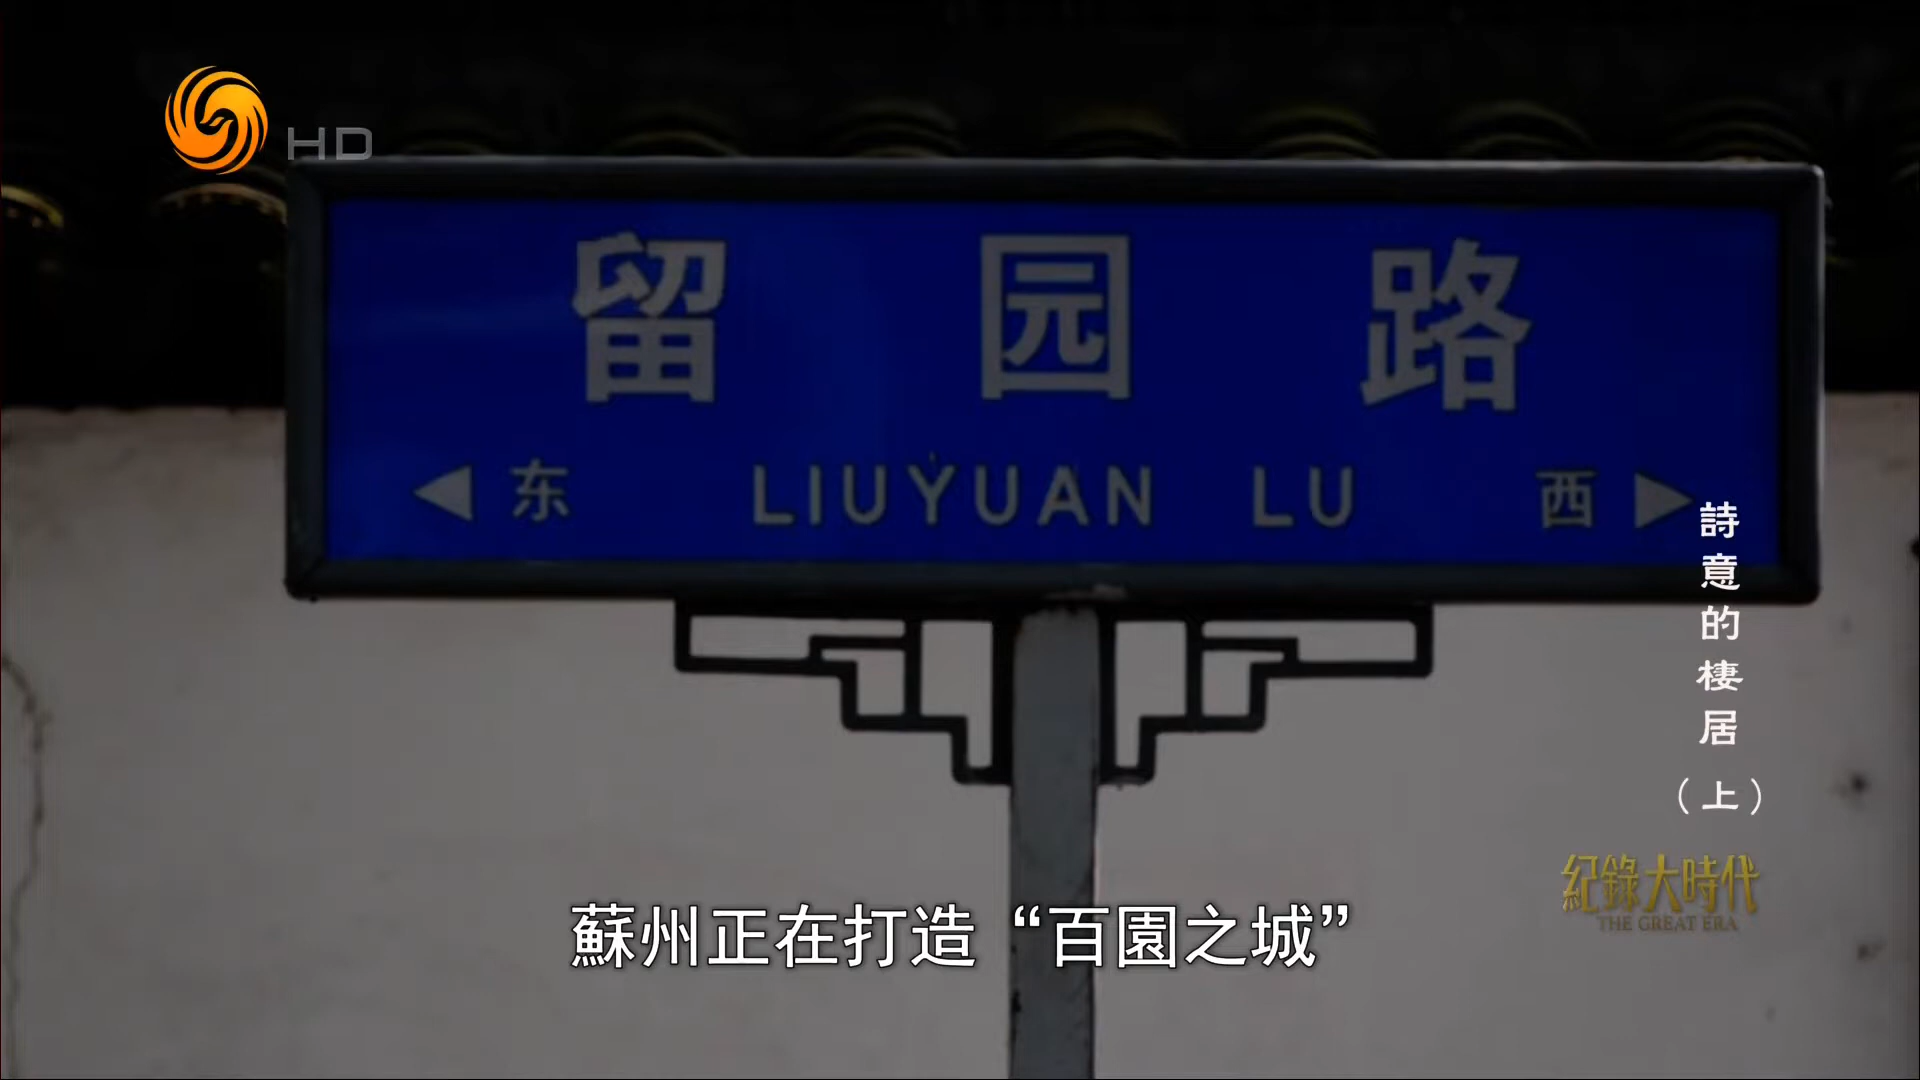 HD
留园路
东 LIUYUAN LU 西
詩意的棲居
（上）
紀錄大時代
THE GREAT ERA
蘇州正在打造“百園之城”